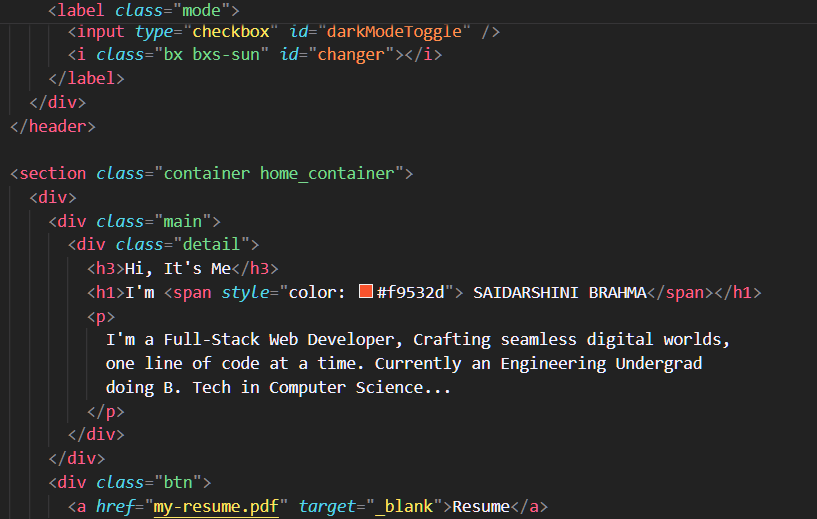 <label class="mode">
<input type="checkbox" id="darkModeToggle" />
<i class="bx bxs-sun" id="changer"></i>
</label>
</div>
</header>
<section class="container home_container">
<div>
<div class="main">
<div class="detail">
<h3>Hi, It's Me</h3>
<h1>I'm <span style="color: #f9532d"> SAIDARSHINI BRAHMA</span></h1>
<p>
I'm a Full-Stack Web Developer, Crafting seamless digital worlds,
one line of code at a time. Currently an Engineering Undergrad
doing B. Tech in Computer Science...
</p>
</div>
</div>
<div class="btn">
<a href="my-resume.pdf" target="_blank">Resume</a>